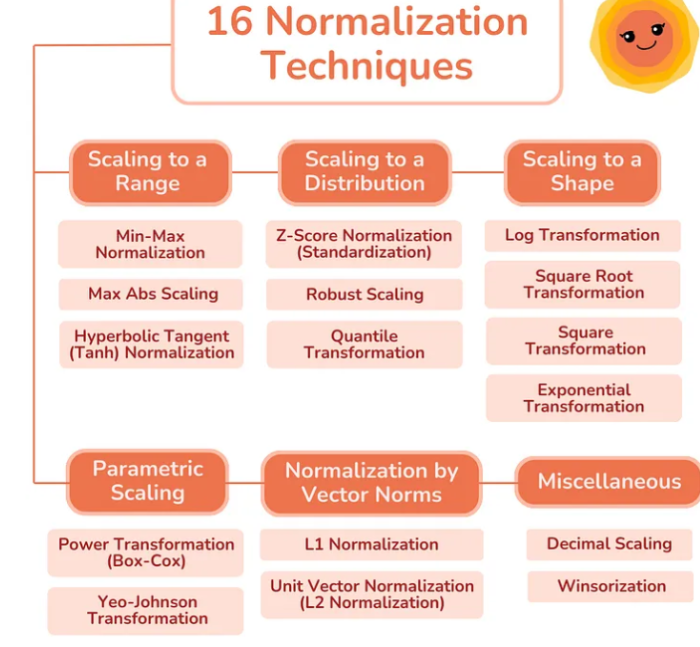 16 Normalization
Techniques
Scaling to a
Range
Min-Max
Normalization
Max Abs Scaling
Hyperbolic Tangent
(Tanh) Normalization
Scaling to a
Distribution
Z-Score Normalization
(Standardization)
Robust Scaling
Quantile
Transformation
Scaling to a
Shape
Log Transformation
Square Root
Transformation
Square
Transformation
Exponential
Transformation
Parametric
Scaling
Power Transformation
(Box-Cox)
Yeo-Johnson
Transformation
Normalization by
Vector Norms
L1 Normalization
Unit Vector Normalization
(L2 Normalization)
Miscellaneous
Decimal Scaling
Winsorization